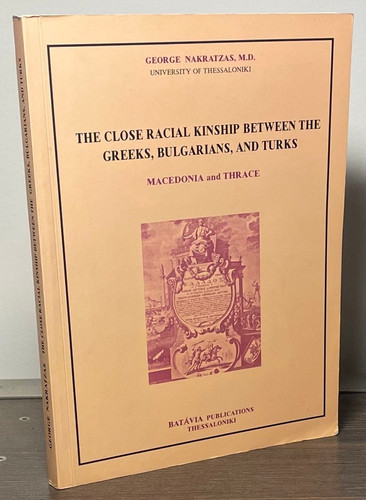 GEORGE NAKRATZAS, M.D.
UNIVERSITY OF THESSALONIKI
THE CLOSE RACIAL KINSHIP BETWEEN THE
GREEKS, BULGARIANS, AND TURKS
MACEDONIA and THRACE
BATÁVIA PUBLICATIONS
THESSALONIKI
GEORGE NAKRATZAS THE CLOSE RACIAL KINSHIP BETWEEN THE GREEKS, BULGARIANS, AND TURKS